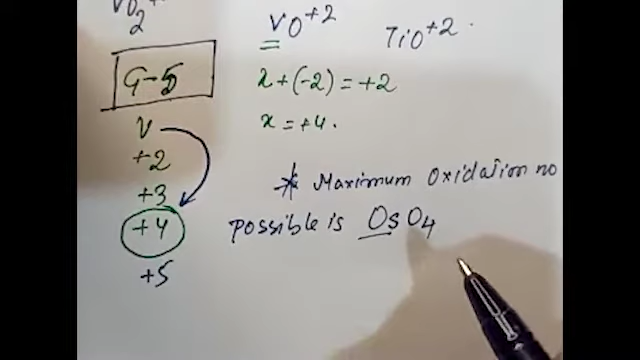 VO2
VO+2
TiO+2.
G-5
x+(-2) = +2
V
x = +4.
+2
* Maximum Oxidation no
+3
possible is OsO4
+4
+5